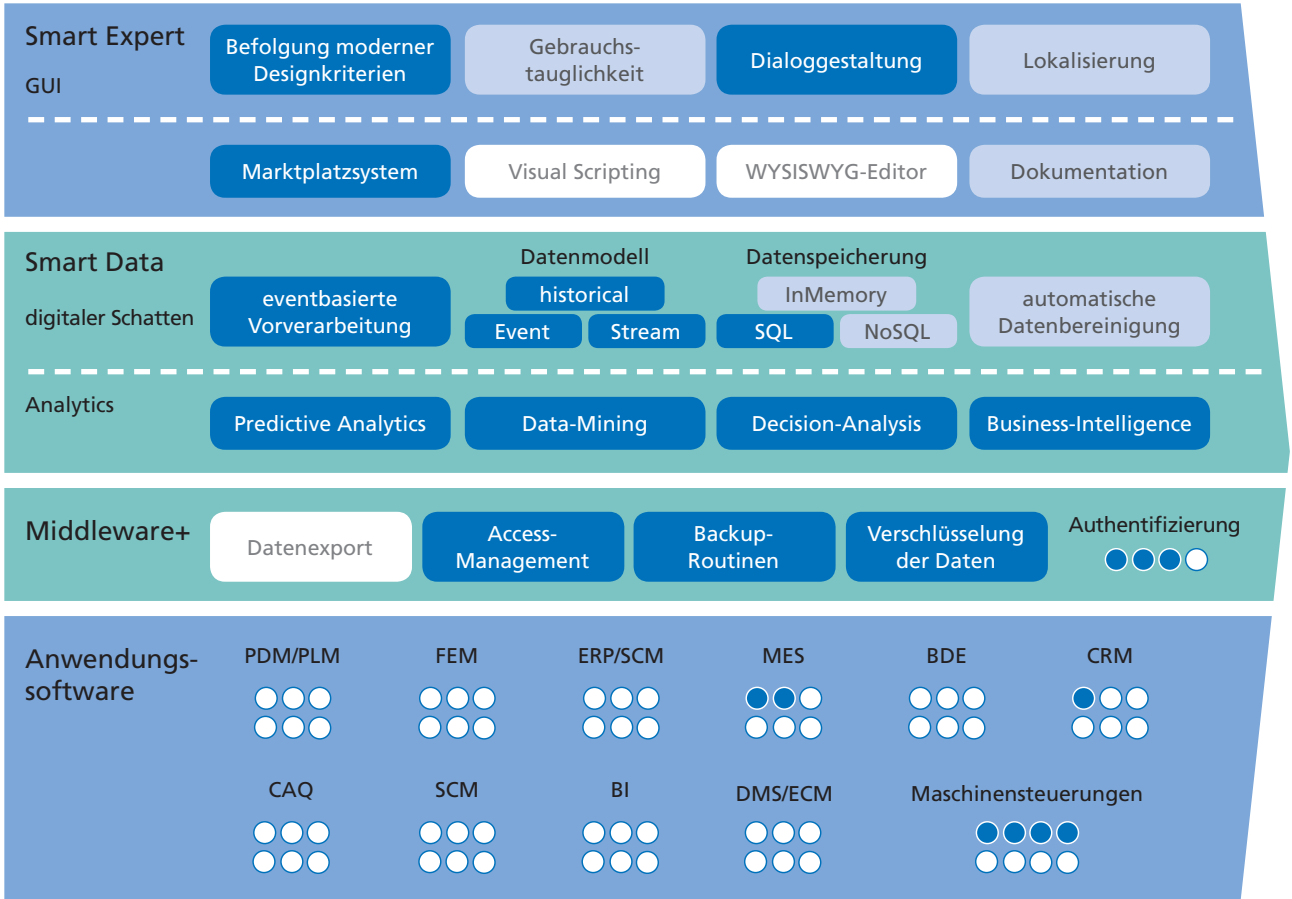 Smart Expert
GUI
Befolgung moderner
Designkriterien
Gebrauchs-
tauglichkeit
Dialoggestaltung
Lokalisierung
Marktplatzsystem
Visual Scripting
WYSISWYG-Editor
Dokumentation
Smart Data
digitaler Schatten
eventbasierte
Vorverarbeitung
Datenmodell
historical
Event
Stream
Datenspeicherung
InMemory
SQL
NoSQL
automatische
Datenbereinigung
Analytics
Predictive Analytics
Data-Mining
Decision-Analysis
Business-Intelligence
Middleware+
Datenexport
Access-
Management
Backup-
Routinen
Verschlüsselung
der Daten
Authentifizierung
Anwendungs-
software
PDM/PLM
FEM
ERP/SCM
MES
BDE
CRM
CAQ
SCM
BI
DMS/ECM
Maschinensteuerungen